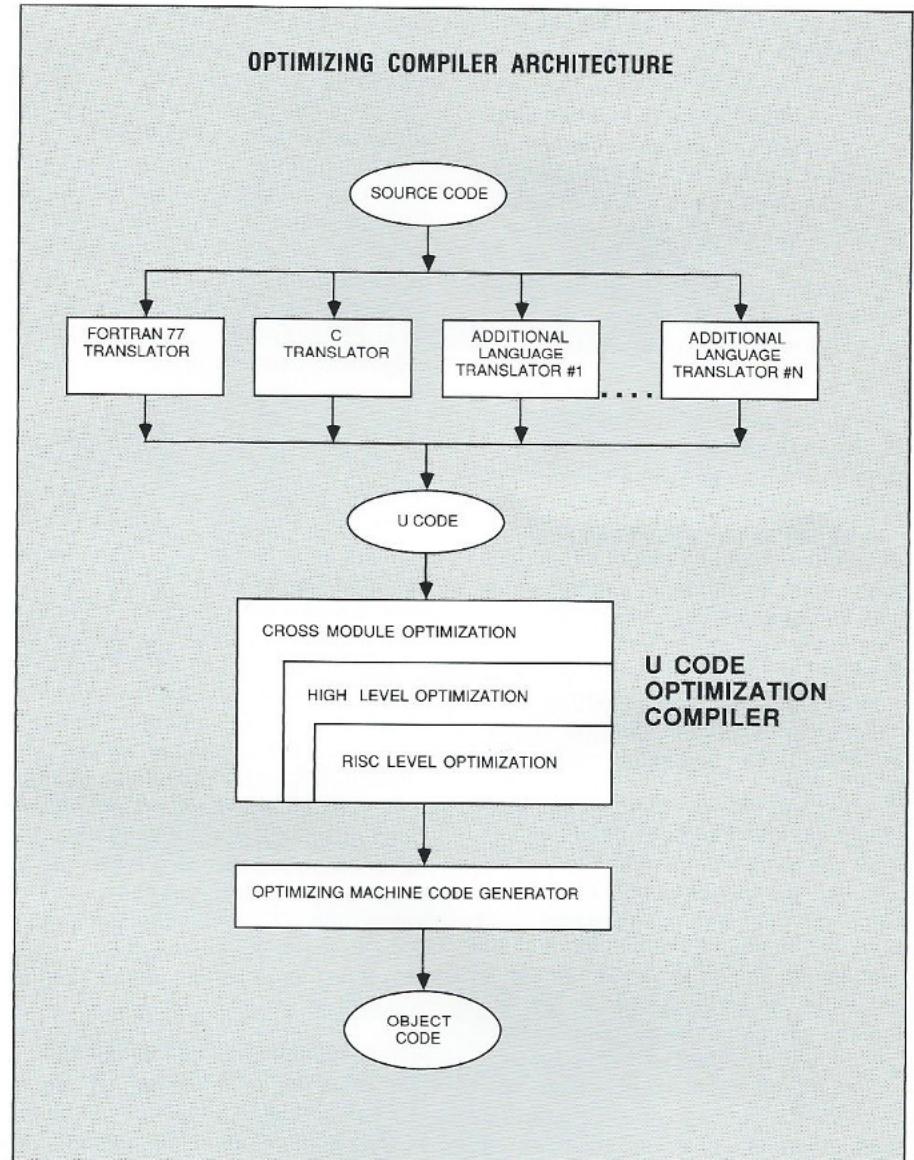 OPTIMIZING COMPILER ARCHITECTURE
SOURCE CODE
FORTRAN 77
TRANSLATOR
C
TRANSLATOR
ADDITIONAL
LANGUAGE
TRANSLATOR #1
....
ADDITIONAL
LANGUAGE
TRANSLATOR #N
U CODE
CROSS MODULE OPTIMIZATION
HIGH LEVEL OPTIMIZATION
RISC LEVEL OPTIMIZATION
U CODE
OPTIMIZATION
COMPILER
OPTIMIZING MACHINE CODE GENERATOR
OBJECT
CODE